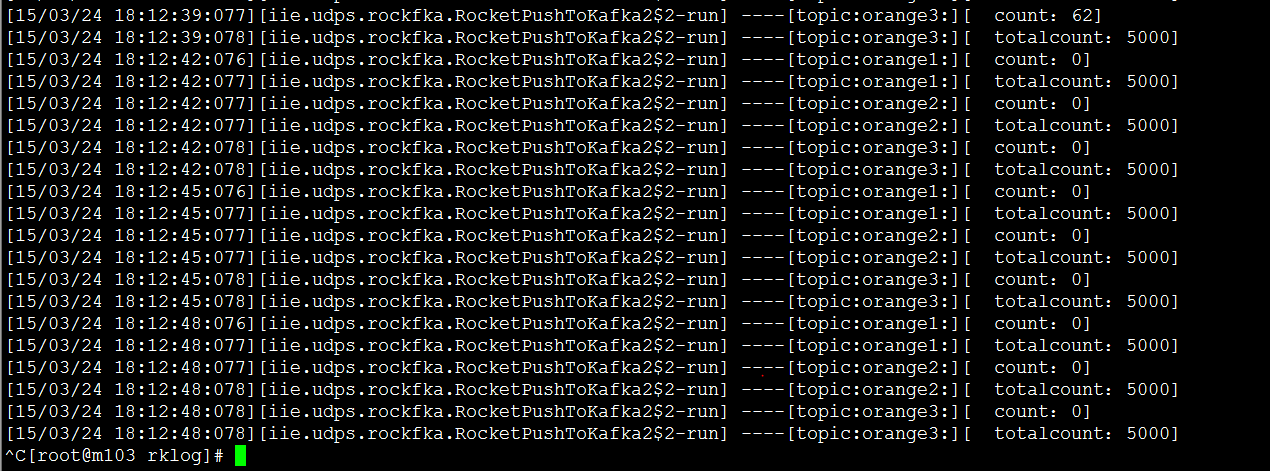 [15/03/24 18:12:39:077][iie.udps.rockfka.RocketPushToKafka2$2-run] ----[topic:orange3:][  count：62]
[15/03/24 18:12:39:078][iie.udps.rockfka.RocketPushToKafka2$2-run] ----[topic:orange3:][  totalcount：5000]
[15/03/24 18:12:42:076][iie.udps.rockfka.RocketPushToKafka2$2-run] ----[topic:orange1:][  count：0]
[15/03/24 18:12:42:077][iie.udps.rockfka.RocketPushToKafka2$2-run] ----[topic:orange1:][  totalcount：5000]
[15/03/24 18:12:42:077][iie.udps.rockfka.RocketPushToKafka2$2-run] ----[topic:orange2:][  count：0]
[15/03/24 18:12:42:077][iie.udps.rockfka.RocketPushToKafka2$2-run] ----[topic:orange2:][  totalcount：5000]
[15/03/24 18:12:42:078][iie.udps.rockfka.RocketPushToKafka2$2-run] ----[topic:orange3:][  count：0]
[15/03/24 18:12:42:078][iie.udps.rockfka.RocketPushToKafka2$2-run] ----[topic:orange3:][  totalcount：5000]
[15/03/24 18:12:45:076][iie.udps.rockfka.RocketPushToKafka2$2-run] ----[topic:orange1:][  count：0]
[15/03/24 18:12:45:077][iie.udps.rockfka.RocketPushToKafka2$2-run] ----[topic:orange1:][  totalcount：5000]
[15/03/24 18:12:45:077][iie.udps.rockfka.RocketPushToKafka2$2-run] ----[topic:orange2:][  count：0]
[15/03/24 18:12:45:077][iie.udps.rockfka.RocketPushToKafka2$2-run] ----[topic:orange2:][  totalcount：5000]
[15/03/24 18:12:45:078][iie.udps.rockfka.RocketPushToKafka2$2-run] ----[topic:orange3:][  count：0]
[15/03/24 18:12:45:078][iie.udps.rockfka.RocketPushToKafka2$2-run] ----[topic:orange3:][  totalcount：5000]
[15/03/24 18:12:48:076][iie.udps.rockfka.RocketPushToKafka2$2-run] ----[topic:orange1:][  count：0]
[15/03/24 18:12:48:077][iie.udps.rockfka.RocketPushToKafka2$2-run] ----[topic:orange1:][  totalcount：5000]
[15/03/24 18:12:48:077][iie.udps.rockfka.RocketPushToKafka2$2-run] ----[topic:orange2:][  count：0]
[15/03/24 18:12:48:078][iie.udps.rockfka.RocketPushToKafka2$2-run] ----[topic:orange2:][  totalcount：5000]
[15/03/24 18:12:48:078][iie.udps.rockfka.RocketPushToKafka2$2-run] ----[topic:orange3:][  count：0]
[15/03/24 18:12:48:078][iie.udps.rockfka.RocketPushToKafka2$2-run] ----[topic:orange3:][  totalcount：5000]
^C[root@m103 rklog]#